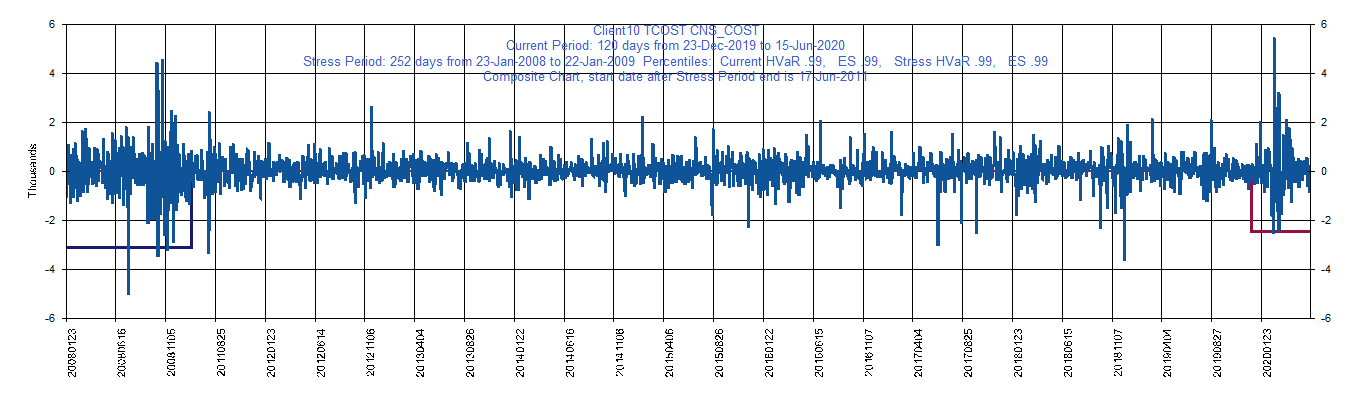 Client10 TCOST CNS_COST
Current Period: 120 days from 23-Dec-2019 to 15-Jun-2020
Stress Period: 252 days from 23-Jan-2008 to 22-Jan-2009 Percentiles: Current HVaR .99, ES .99, Stress HVaR .99, ES .99
Composite Chart, start date after Stress Period end is 17-Jun-2011
6 6
4 4
2 2
Thousands
0 0
-2 -2
-4 -4
-6 -6
20080123 20080616 20081105 20110825 20120123 20120614 20121106 20130404 20130826 20140122 20140616 20141106 20150406 20150826 20160122 20160615 20161107 20170404 20170825 20180123 20180615 20181107 20190404 20190827 20200123